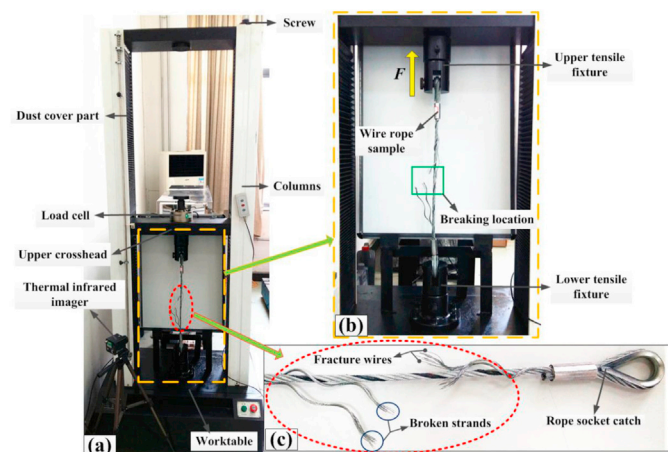 Screw
Dust cover part
Columns
Load cell
Upper crosshead
Thermal infrared
imager
(a)
Worktable
F
Upper tensile
fixture
Wire rope
sample
Breaking location
Lower tensile
fixture
(b)
Fracture wires
Broken strands
Rope socket catch
(c)